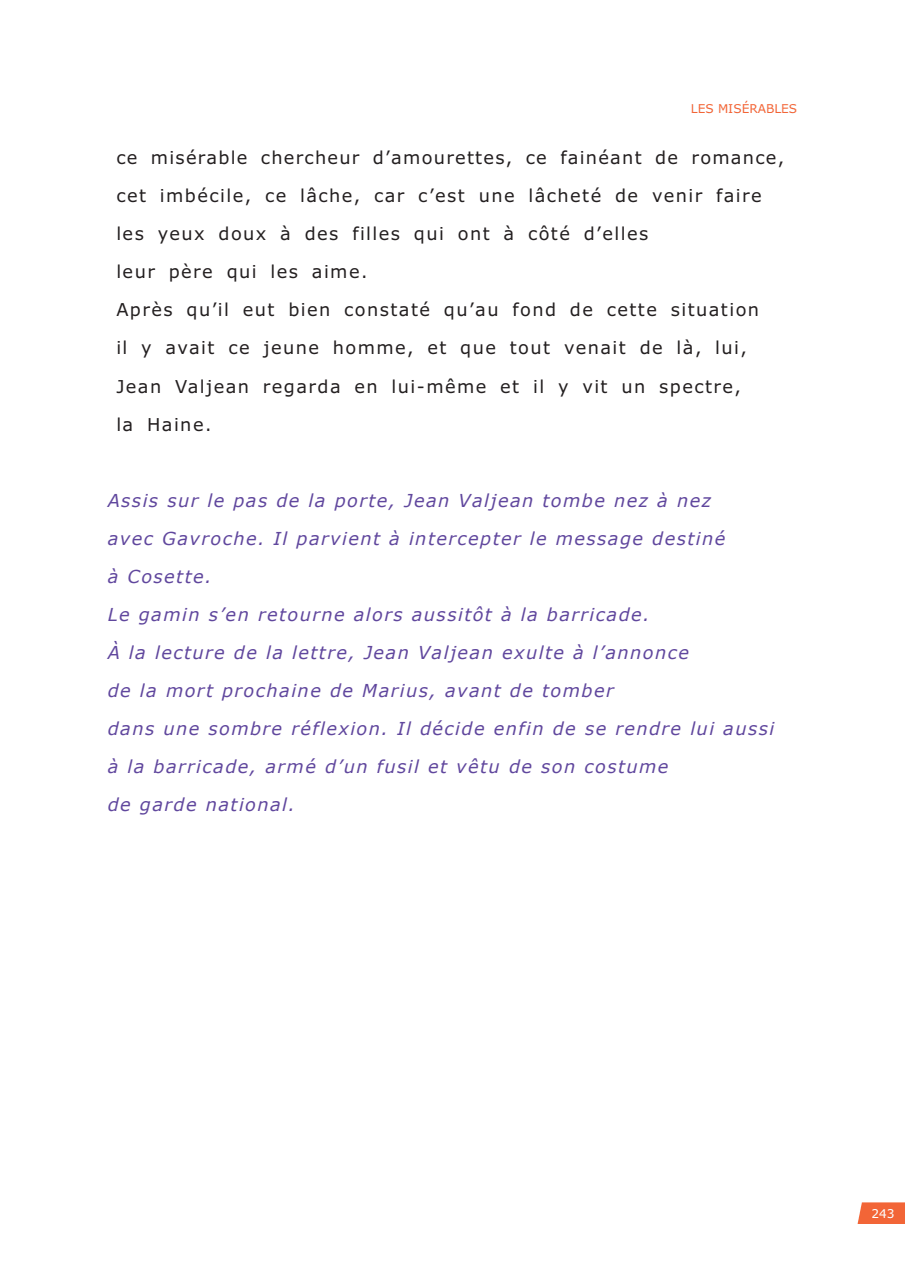 LES MISÉRABLES
ce misérable chercheur d’amourettes, ce fainéant de romance,
cet imbécile, ce lâche, car c’est une lâcheté de venir faire
les yeux doux à des filles qui ont à côté d’elles
leur père qui les aime.
Après qu’il eut bien constaté qu’au fond de cette situation
il y avait ce jeune homme, et que tout venait de là, lui,
Jean Valjean regarda en lui-même et il y vit un spectre,
la Haine.
Assis sur le pas de la porte, Jean Valjean tombe nez à nez
avec Gavroche. Il parvient à intercepter le message destiné
à Cosette.
Le gamin s’en retourne alors aussitôt à la barricade.
À la lecture de la lettre, Jean Valjean exulte à l’annonce
de la mort prochaine de Marius, avant de tomber
dans une sombre réflexion. Il décide enfin de se rendre lui aussi
à la barricade, armé d’un fusil et vêtu de son costume
de garde national.
243